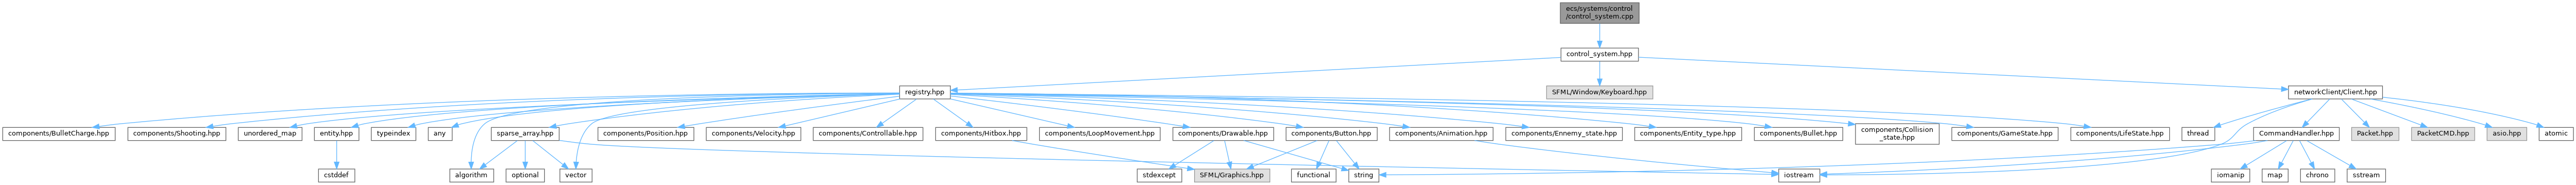 ecs/systems/control
/control_system.cpp
control_system.hpp
registry.hpp
SFML/Window/Keyboard.hpp
networkClient/Client.hpp
components/BulletCharge.hpp
components/Shooting.hpp
unordered_map
entity.hpp
typeindex
any
sparse_array.hpp
components/Position.hpp
components/Velocity.hpp
components/Controllable.hpp
components/Hitbox.hpp
components/LoopMovement.hpp
components/Drawable.hpp
components/Button.hpp
components/Animation.hpp
components/Ennemy_state.hpp
components/Entity_type.hpp
components/Bullet.hpp
components/Collision
_state.hpp
components/GameState.hpp
components/LifeState.hpp
thread
CommandHandler.hpp
Packet.hpp
PacketCMD.hpp
asio.hpp
atomic
cstddef
algorithm
optional
vector
stdexcept
SFML/Graphics.hpp
functional
string
iostream
iomanip
map
chrono
sstream